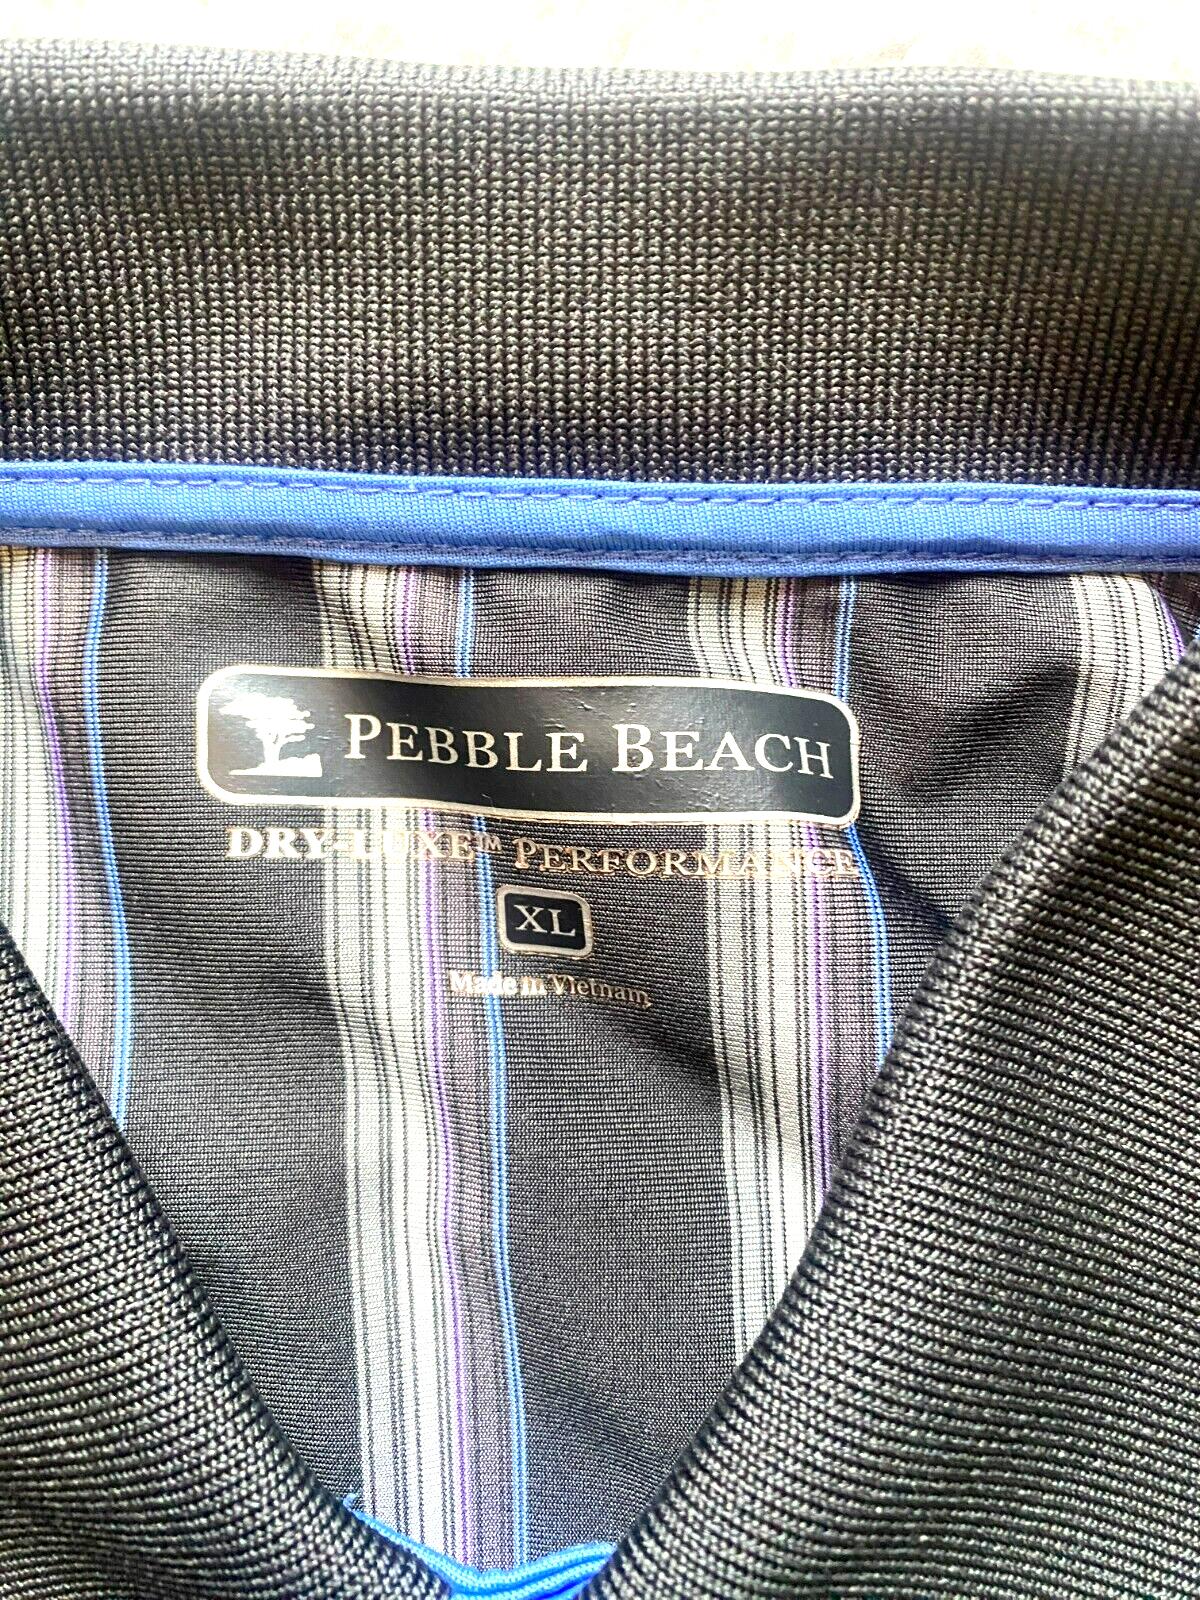 PEBBLE BEACH
DRY-LUXE™ PERFORMANCE
XL
Made in Vietnam